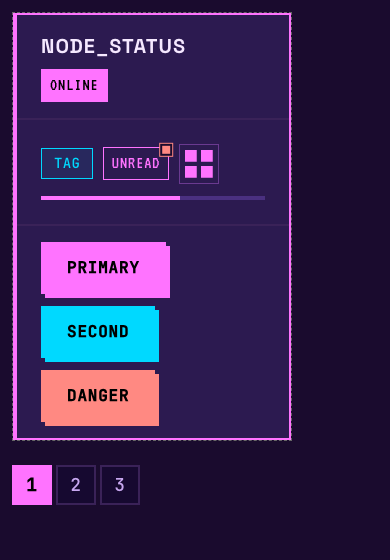 NODE_STATUS
ONLINE
TAG UNREAD
PRIMARY
SECOND
DANGER
1 2 3